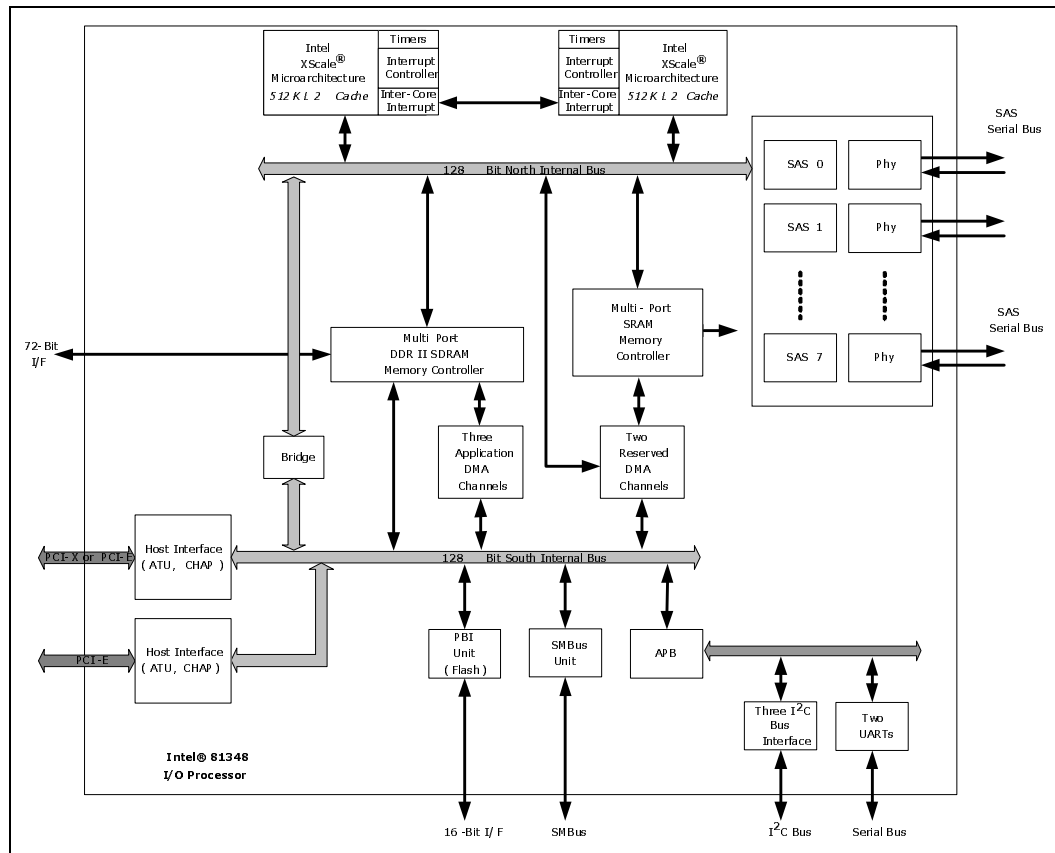 Intel
XScale®
Microarchitecture
512 K L 2 Cache
Timers
Interrupt
Controller
Inter-Core
Interrupt
Timers
Interrupt
Controller
Inter-Core
Interrupt
Intel
XScale®
Microarchitecture
512 K L 2 Cache
128 Bit North Internal Bus
SAS 0
Phy
SAS
Serial Bus
SAS 1
Phy
SAS 7
Phy
SAS
Serial Bus
72-Bit
I/F
Multi Port
DDR II SDRAM
Memory Controller
Multi - Port
SRAM
Memory
Controller
Bridge
Three
Application
DMA
Channels
Two
Reserved
DMA
Channels
PCI-X or PCI-E
Host Interface
( ATU, CHAP )
128 Bit South Internal Bus
PCI-E
Host Interface
( ATU, CHAP )
PBI
Unit
( Flash )
SMBus
Unit
APB
Three I2C
Bus
Interface
Two
UARTs
Intel® 81348
I/O Processor
16 -Bit I/ F
SMBus
I2C Bus
Serial Bus